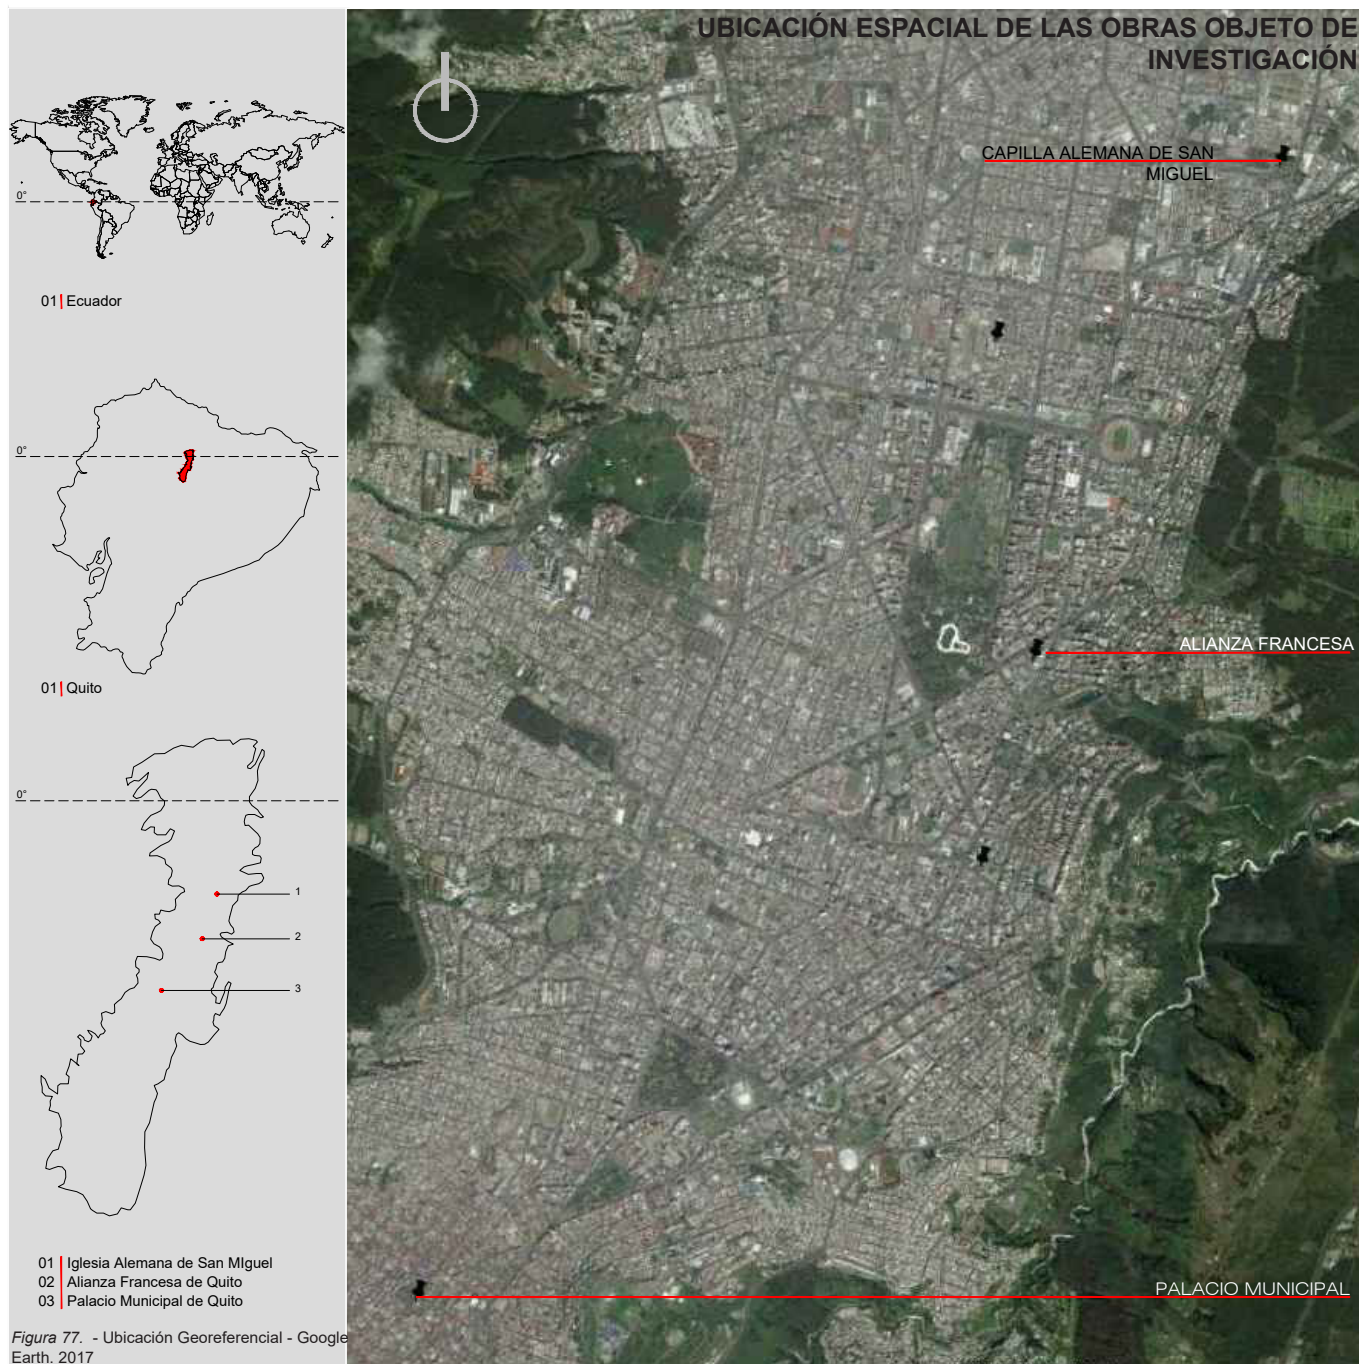 UBICACIÓN ESPACIAL DE LAS OBRAS OBJETO DE
INVESTIGACIÓN
0°
01 Ecuador
0°
01 Quito
0°
1
2
3
01 Iglesia Alemana de San MIguel
02 Alianza Francesa de Quito
03 Palacio Municipal de Quito
Figura 77. - Ubicación Georeferencial - Google
Earth. 2017
CAPILLA ALEMANA DE SAN
MIGUEL
ALIANZA FRANCESA
PALACIO MUNICIPAL